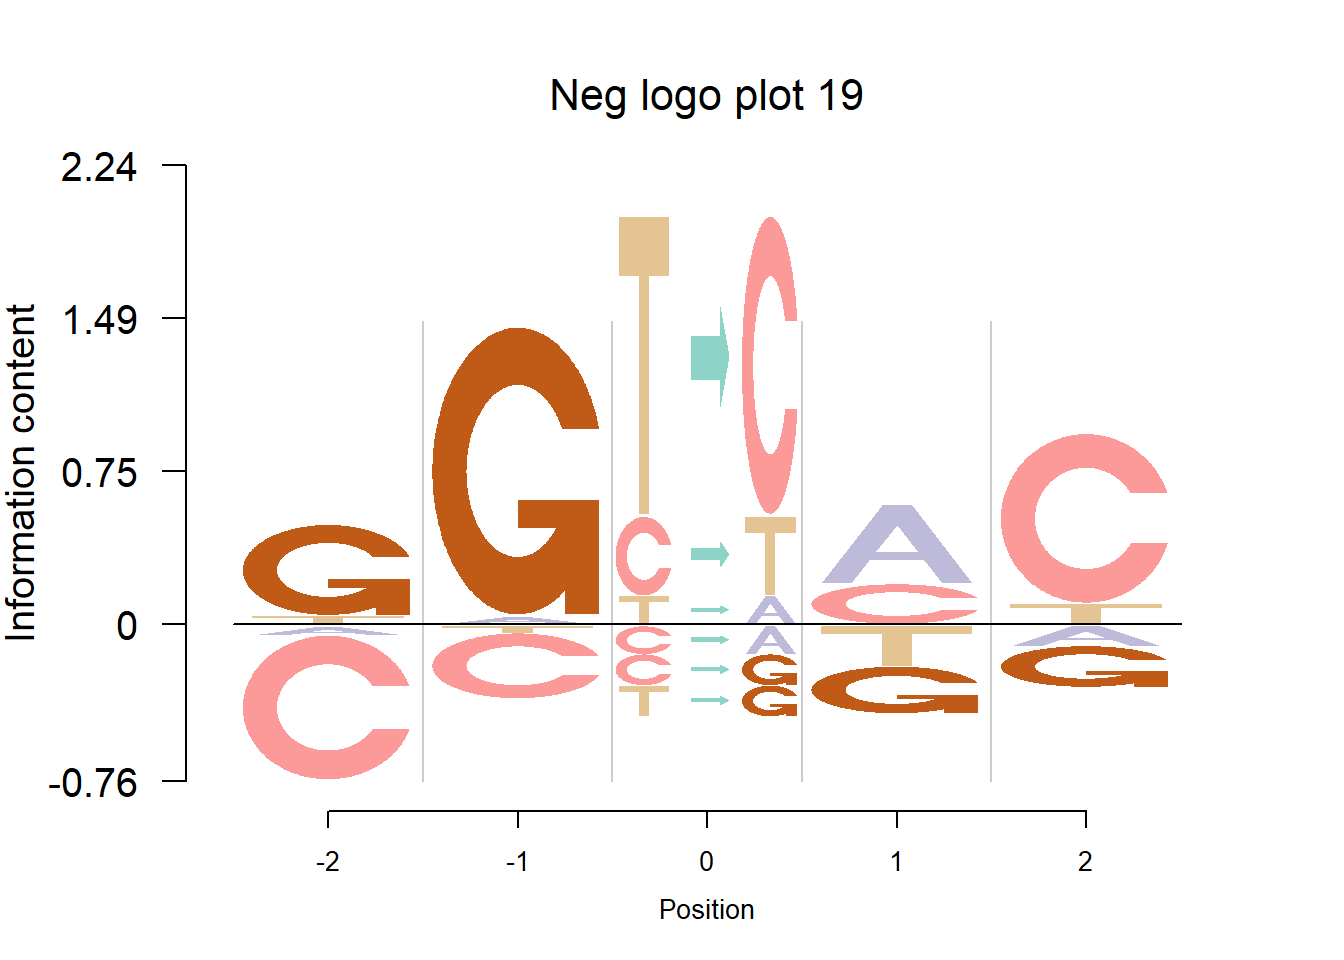 Neg logo plot 19
Information content
2.24
1.49
0.75
0
-0.76
G T A C
G A T C
T → C
C → T
T → A
C → A
C → G
T → G
A C T G
C T A G
-2 -1 0 1 2
Position